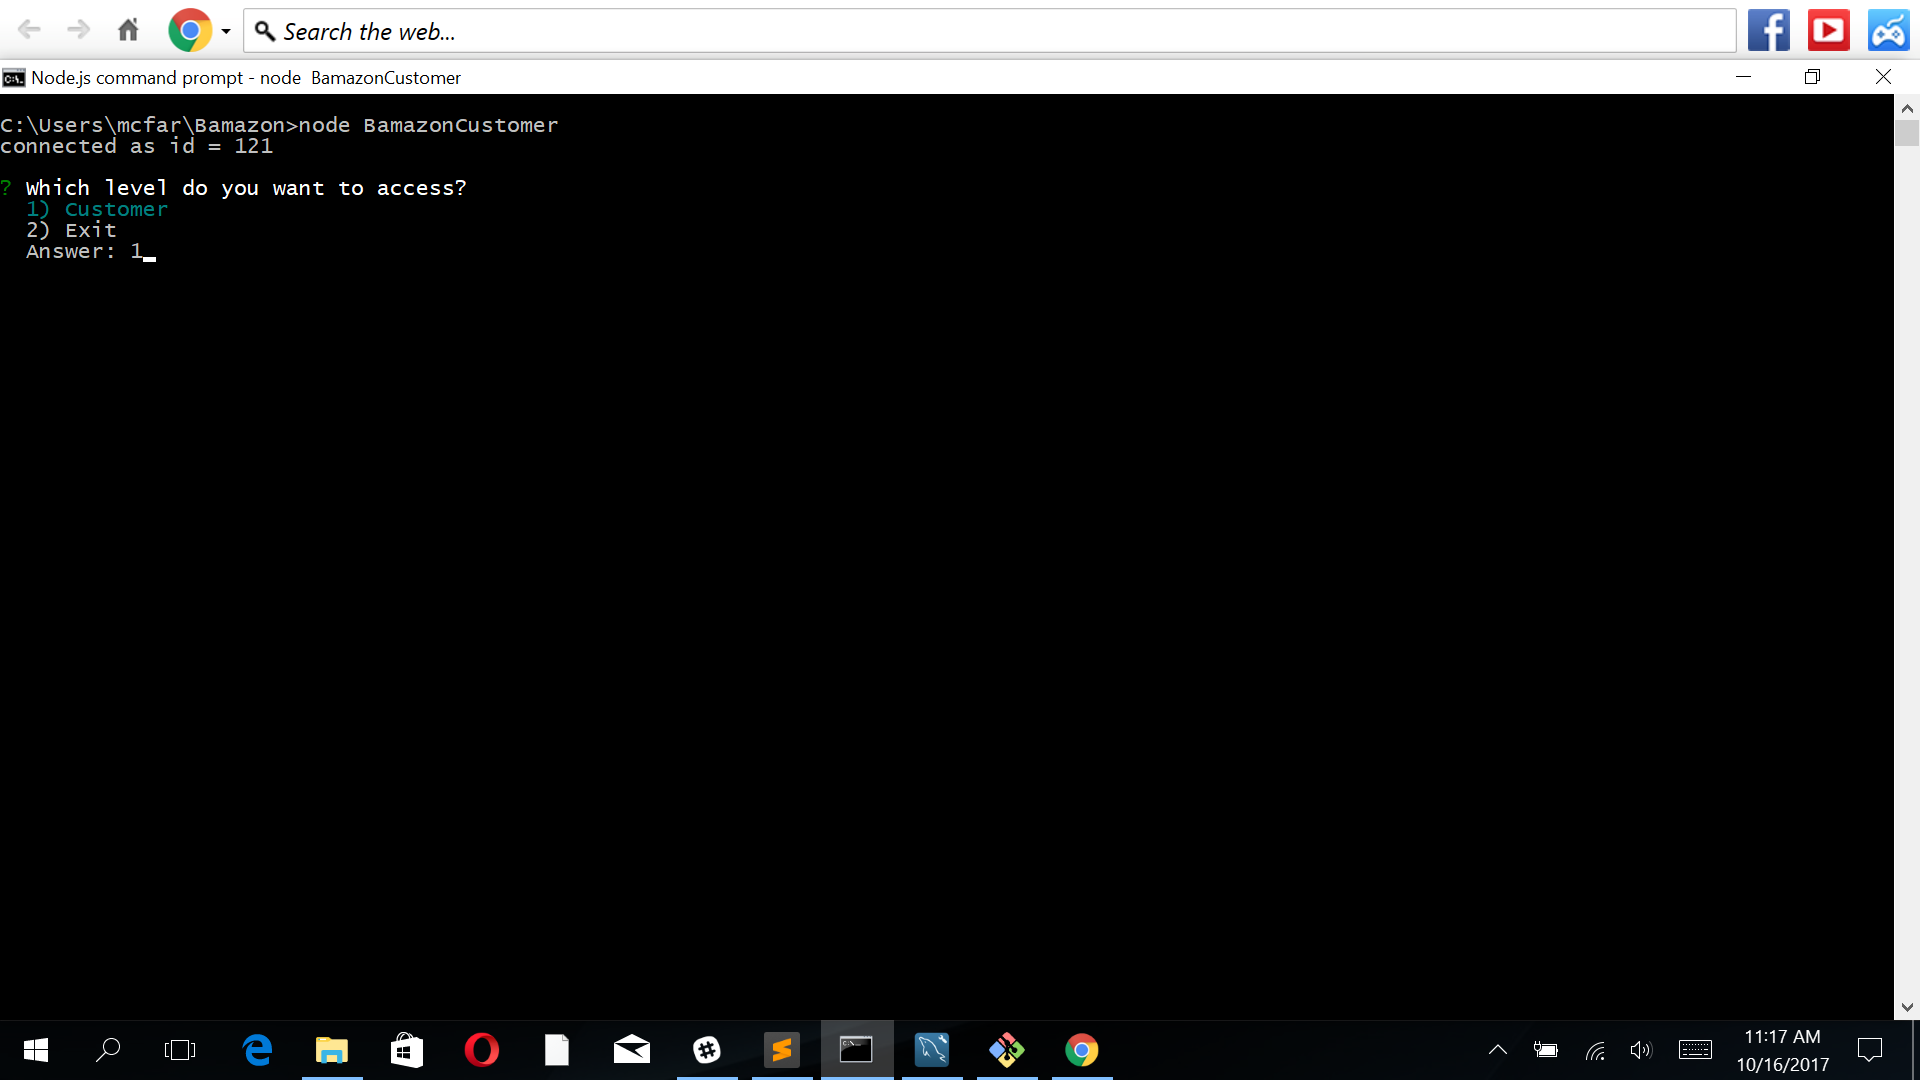 Search the web...
Node.js command prompt - node  BamazonCustomer
C:\Users\mcfar\Bamazon>node BamazonCustomer
connected as id = 121
? Which level do you want to access?
1) Customer
2) Exit
Answer: 1
11:17 AM
10/16/2017